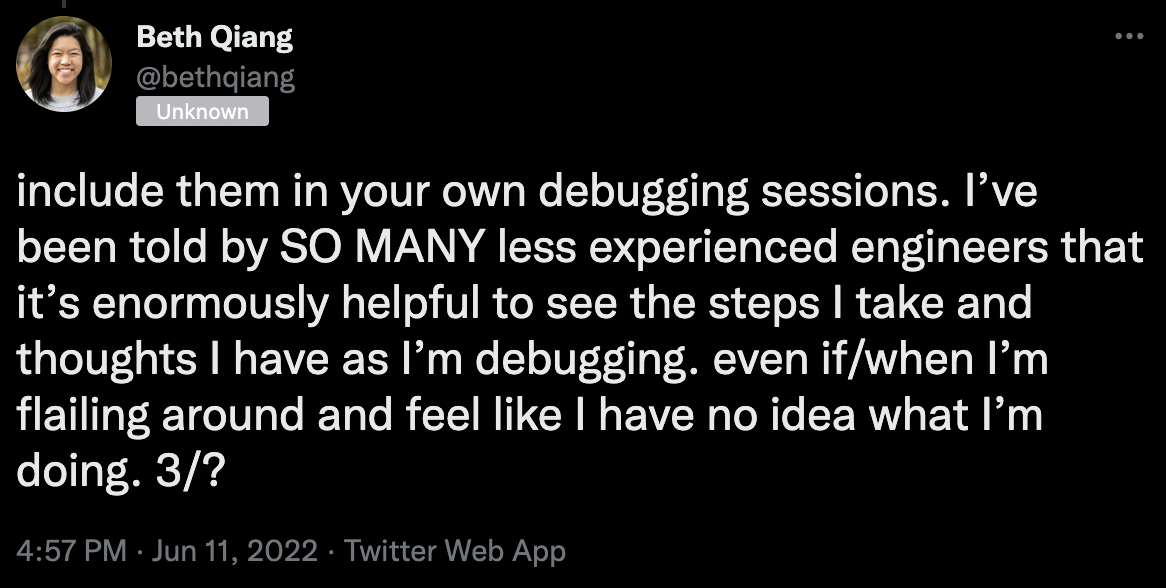 Beth Qiang
@bethqiang
Unknown
include them in your own debugging sessions. I’ve
been told by SO MANY less experienced engineers that
it’s enormously helpful to see the steps I take and
thoughts I have as I’m debugging. even if/when I’m
flailing around and feel like I have no idea what I’m
doing. 3/?
4:57 PM · Jun 11, 2022 · Twitter Web App